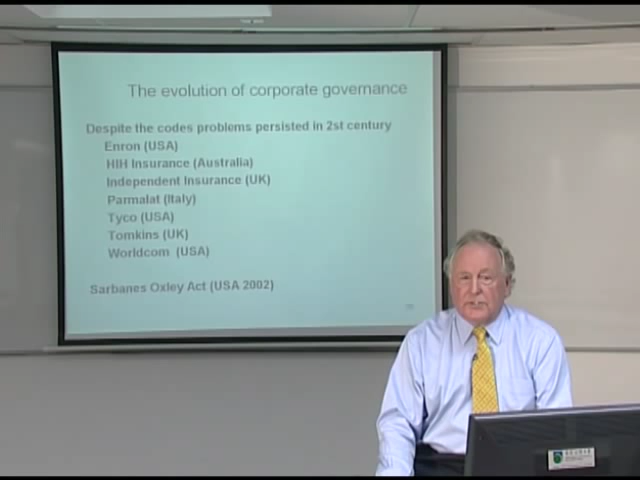 The evolution of corporate governance
Despite the codes problems persisted in 2st century
Enron (USA)
HIH Insurance (Australia)
Independent Insurance (UK)
Parmalat (Italy)
Tyco (USA)
Tomkins (UK)
Worldcom (USA)
Sarbanes Oxley Act (USA 2002)